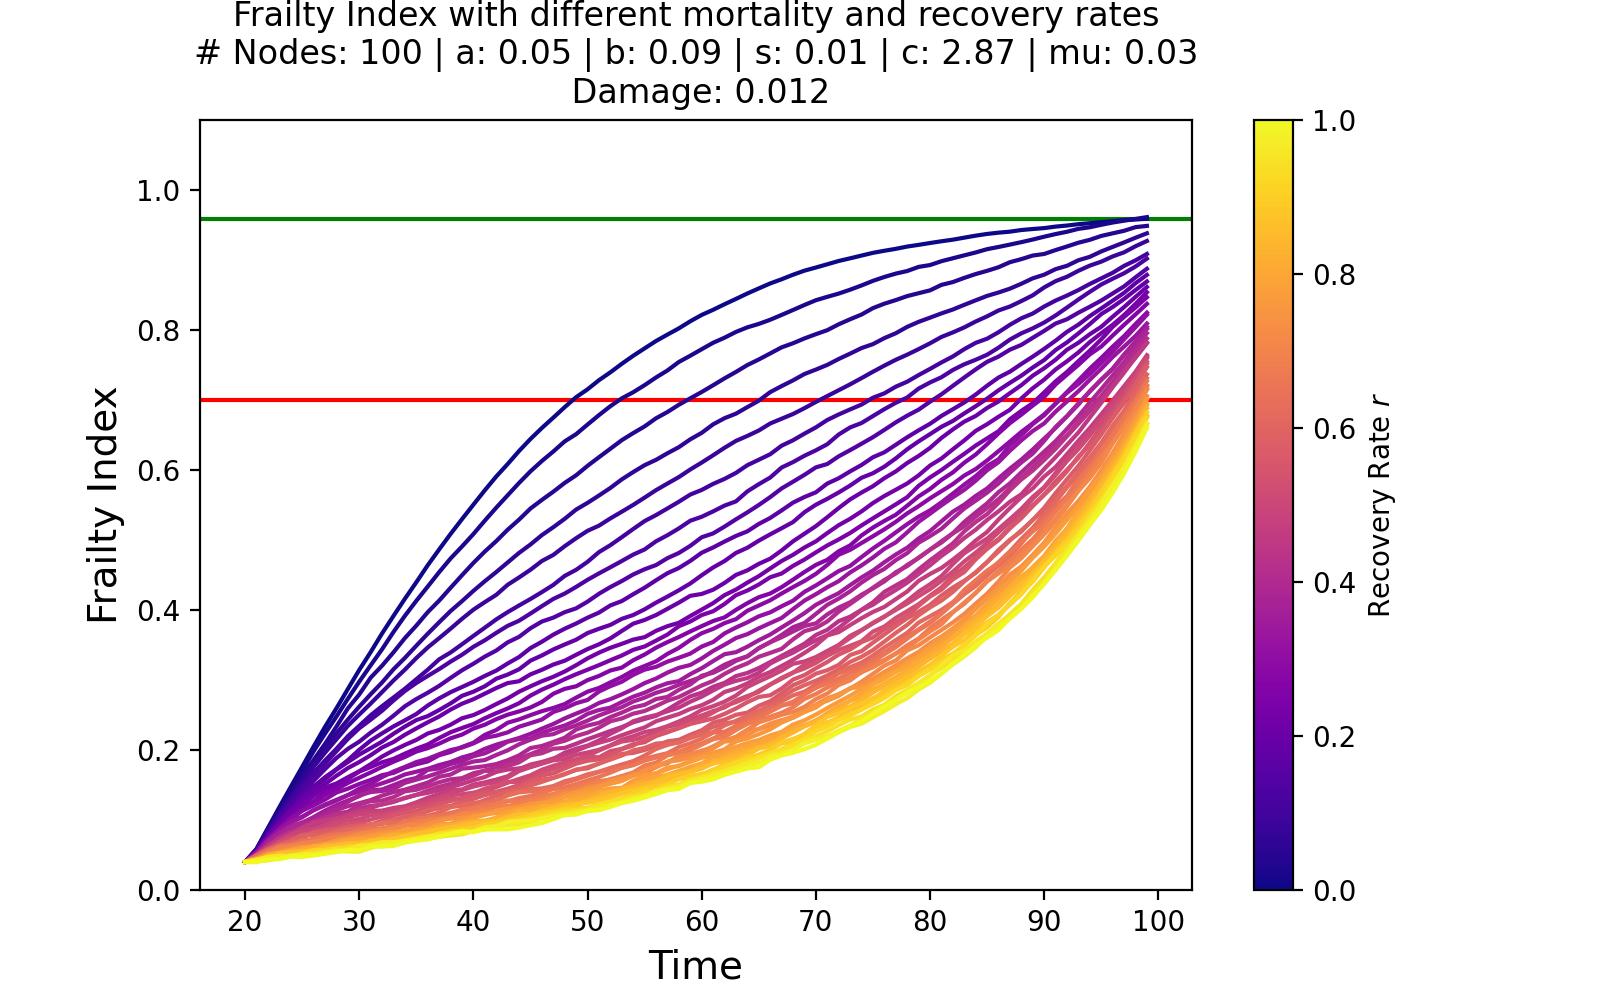 Frailty Index with different mortality and recovery rates
# Nodes: 100 | a: 0.05 | b: 0.09 | s: 0.01 | c: 2.87 | mu: 0.03
Damage: 0.012
Frailty Index
1.0
0.8
0.6
0.4
0.2
0.0
20 30 40 50 60 70 80 90 100
Time
1.0
0.8
0.6
0.4
0.2
0.0
Recovery Rate r